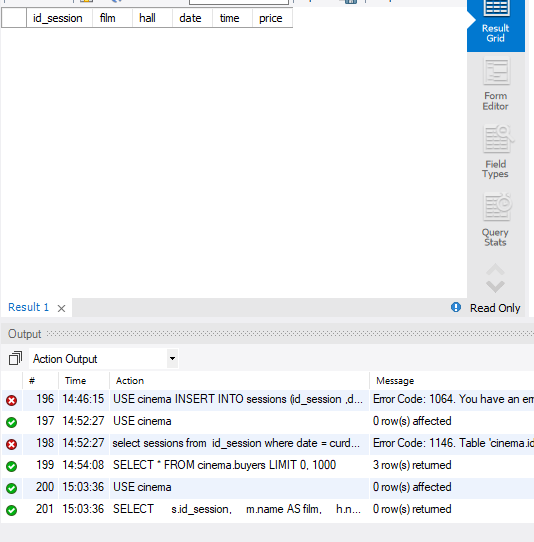 id_session film hall date time price
Result
Grid
Form
Editor
Field
Types
Query
Stats
Result 1
Read Only
Output
Action Output
# Time Action Message
196 14:46:15 USE cinema INSERT INTO sessions (id_session ,d... Error Code: 1064. You have an err
197 14:52:27 USE cinema 0 row(s) affected
198 14:52:27 select sessions from id_session where date = curd... Error Code: 1146. Table 'cinema.id
199 14:54:08 SELECT * FROM cinema.buyers LIMIT 0, 1000 3 row(s) returned
200 15:03:36 USE cinema 0 row(s) affected
201 15:03:36 SELECT s.id_session, m.name AS film, h.n... 0 row(s) returned